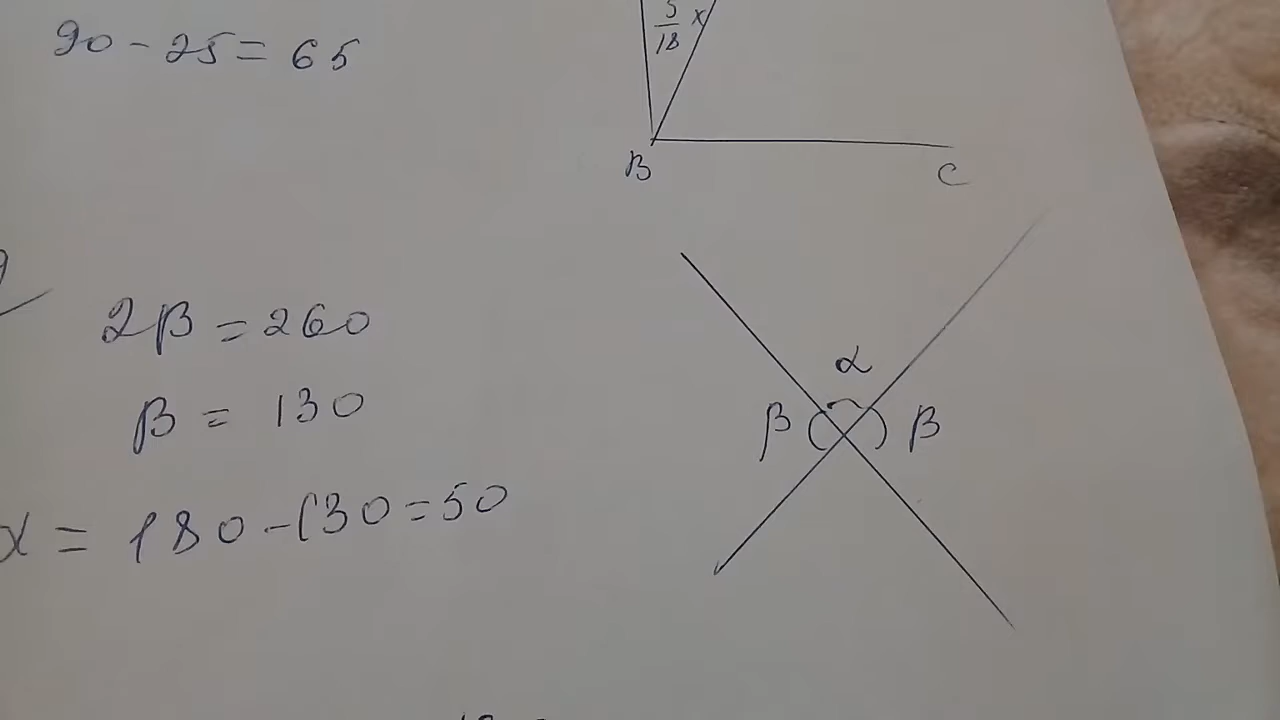 90 - 25 = 65
5/18 x
B
C
2β = 260
β = 130
α = 180 - 130 = 50
α
β
β